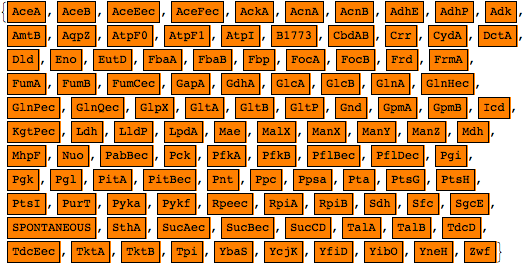 {AceA, AceB, AceEec, AceFec, AckA, AcnA, AcnB, AdhE, AdhP, AdK,
AmtB, AqpZ, AtpF0, AtpF1, AtpI, B1773, CbdAB, Crr, CydA, DctA,
Dld, Eno, EutD, FbaA, FbaB, Fbp, FocA, FocB, Frd, FrmA,
FumA, FumB, FumCec, GapA, GdhA, GlcA, GlcB, GlnA, GlnHec,
GlnPec, GlnQec, GlpX, GltA, GltB, GltP, Gnd, GpmA, GpmB, Icd,
KgtPec, Ldh, LldP, LpdA, Mae, MalX, ManX, ManY, ManZ, Mdh,
MhpF, Nuo, PabBec, Pck, PfkA, PfkB, PflBec, PflDec, Pgi,
Pgk, Pgl, PitA, PitBec, Pnt, Ppc, Ppsa, Pta, PtsG, PtsH,
PtsI, PurT, Pyka, Pykf, Rpeec, RpiA, RpiB, Sdh, Sfc, SgcE,
SPONTANEOUS, SthA, SucAec, SucBec, SucCD, TalA, TalB, TdcD,
TdcEec, TktA, TktB, Tpi, YbaS, YcjK, YfiD, YibO, YneH, Zwf}